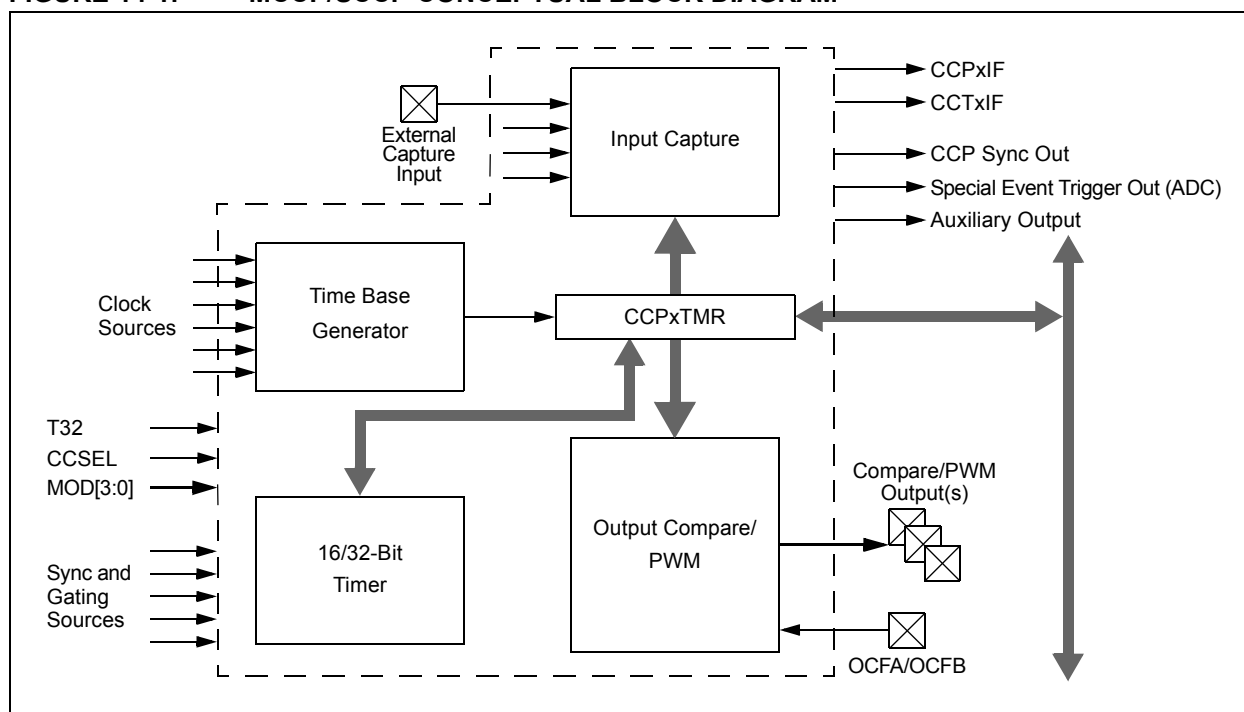 CCPxIF
CCTxIF
External
Capture
Input
Input Capture
CCP Sync Out
Special Event Trigger Out (ADC)
Auxiliary Output
Clock
Sources
Time Base
Generator
CCPxTMR
T32
CCSEL
MOD[3:0]
Sync and
Gating
Sources
16/32-Bit
Timer
Output Compare/
PWM
Compare/PWM
Output(s)
OCFA/OCFB